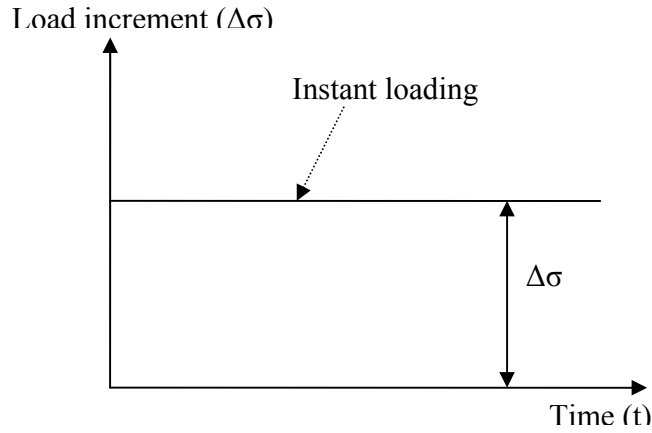 Load increment (Δσ)
Instant loading
Δσ
Time (t)